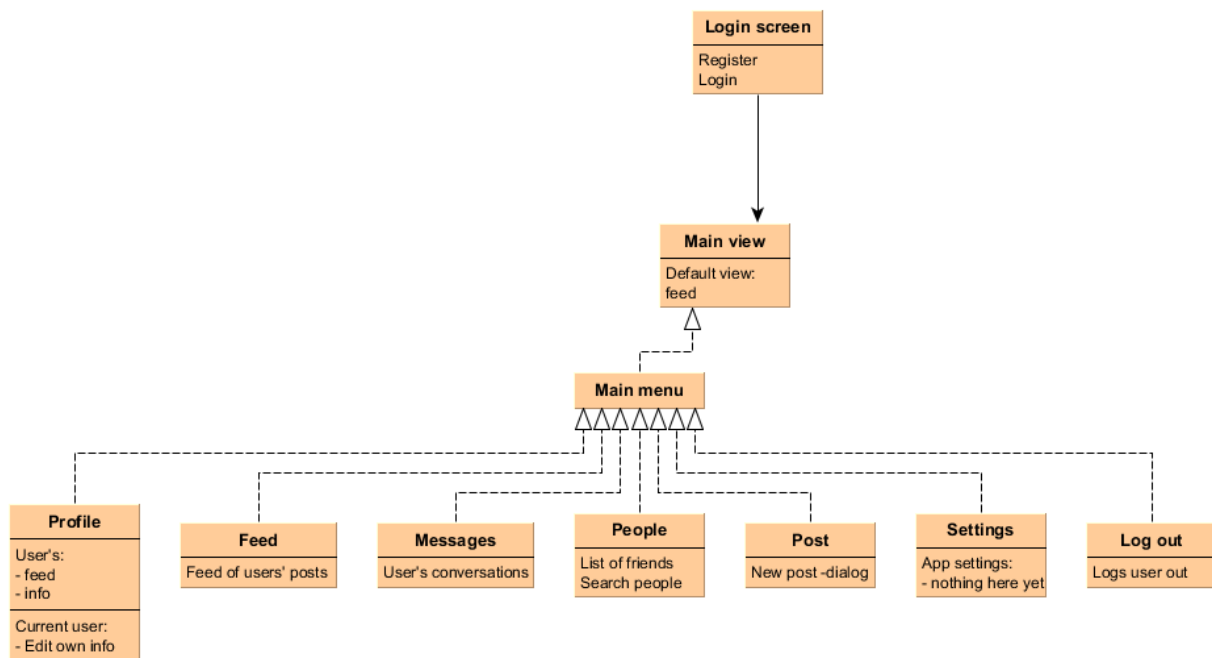 Login screen
Register
Login
Main view
Default view:
feed
Main menu
Profile
User's:
- feed
- info
Current user:
- Edit own info
Feed
Feed of users' posts
Messages
User's conversations
People
List of friends
Search people
Post
New post -dialog
Settings
App settings:
- nothing here yet
Log out
Logs user out